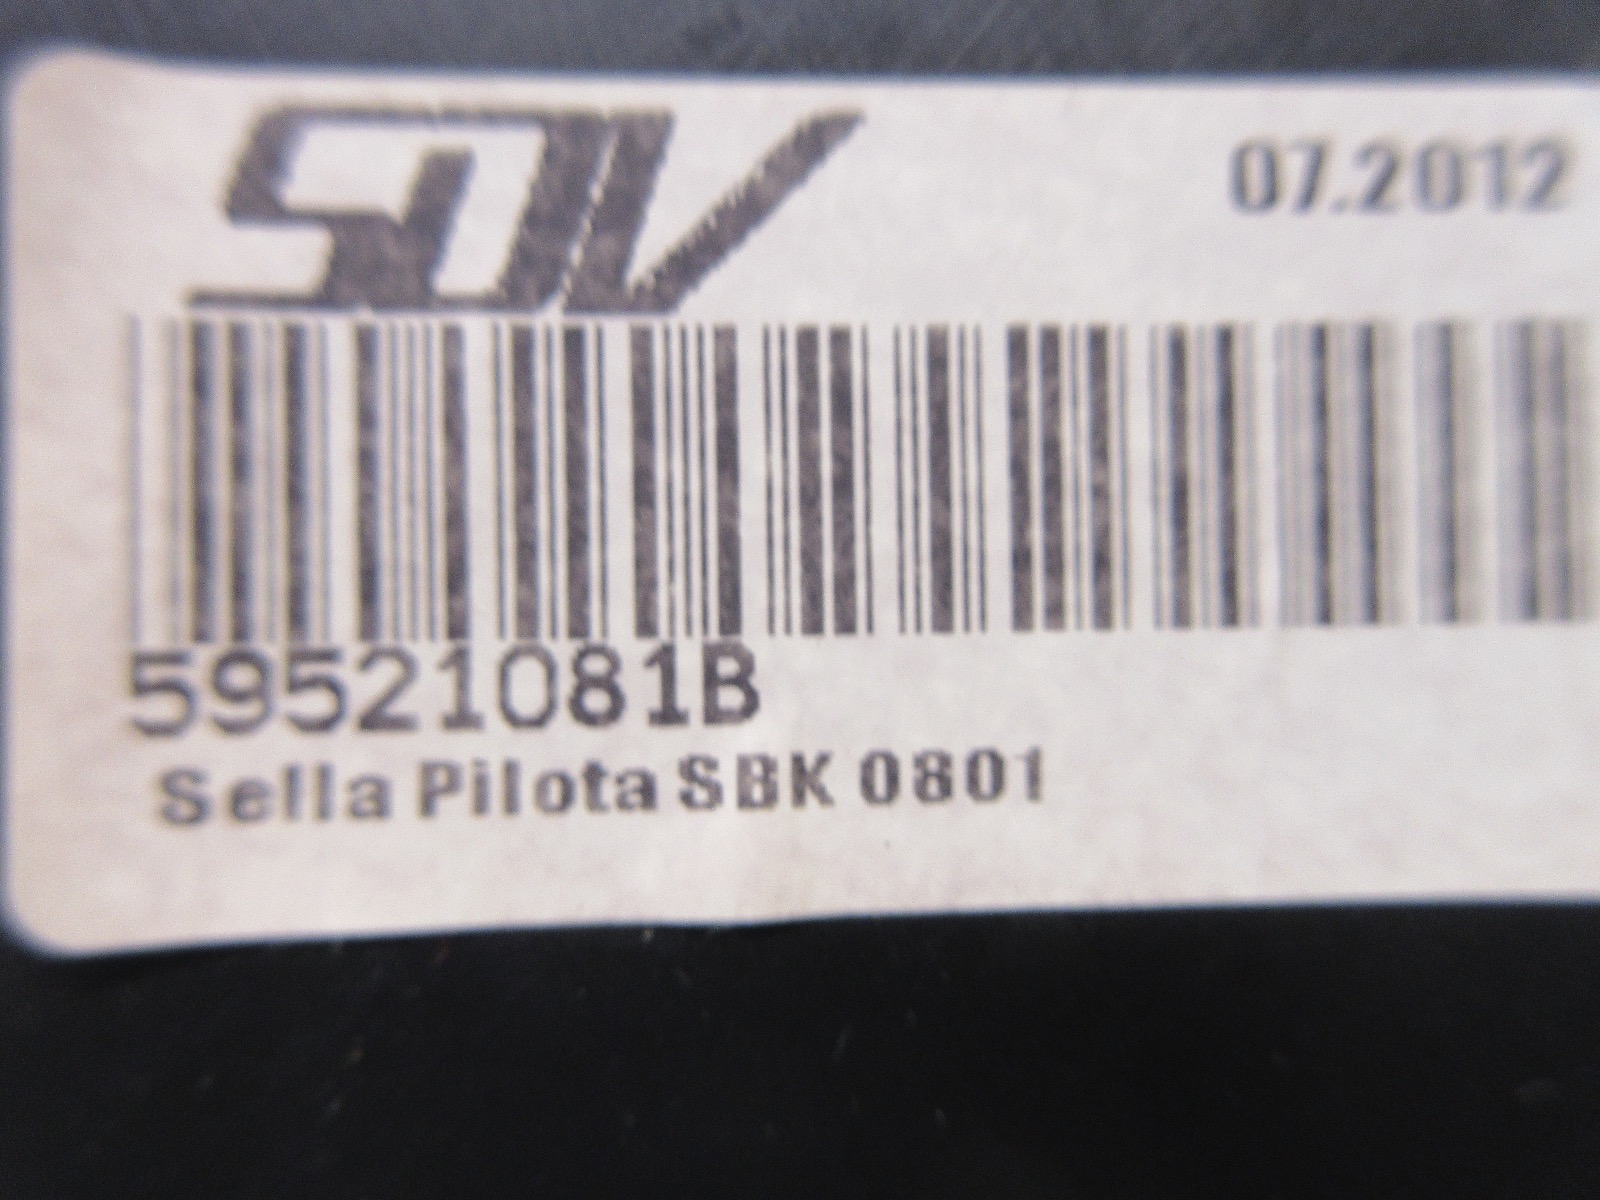 SDV
07.2012
59521081B
Sella Pilota SBK 0801